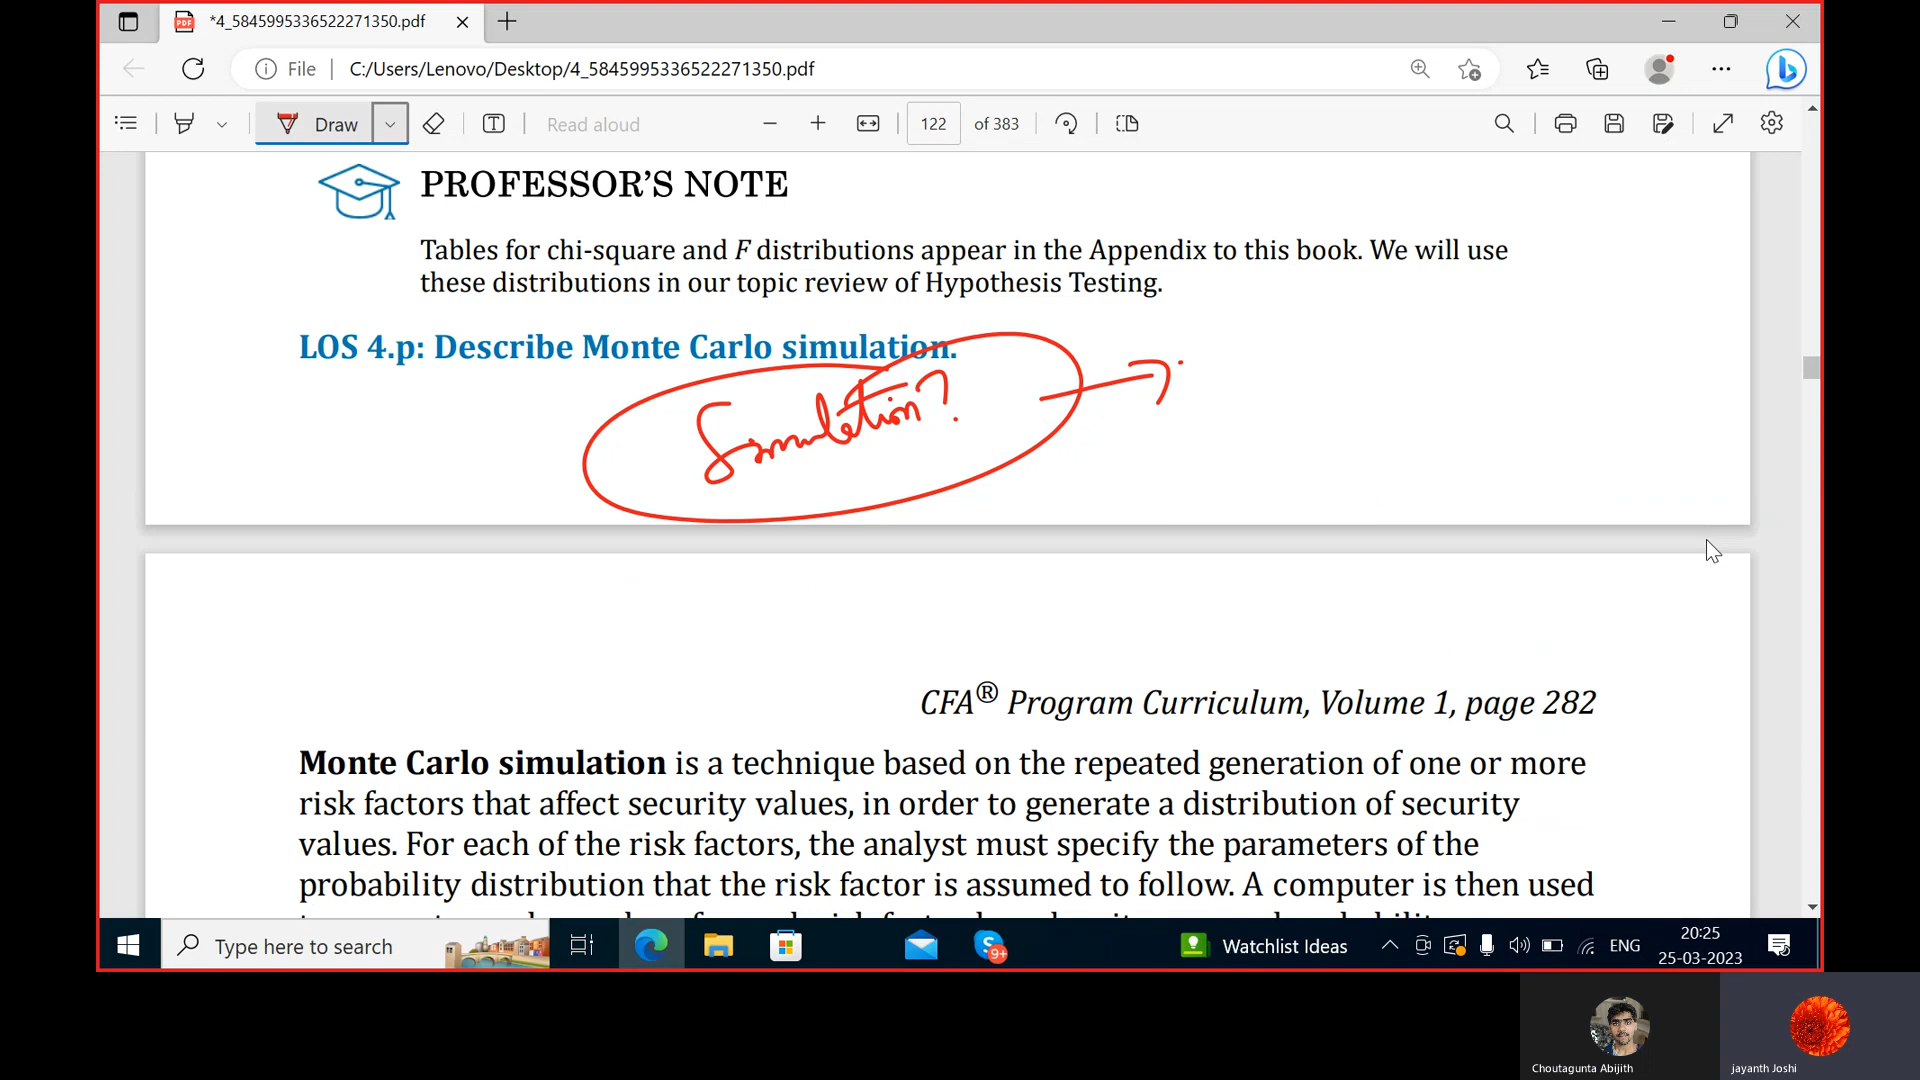 *4_5845995336522271350.pdf
File
C:/Users/Lenovo/Desktop/4_5845995336522271350.pdf
Draw
Read aloud
122 of 383
PROFESSOR'S NOTE
Tables for chi-square and F distributions appear in the Appendix to this book. We will use
these distributions in our topic review of Hypothesis Testing.
LOS 4.p: Describe Monte Carlo simulation.
Simulation?
CFA® Program Curriculum, Volume 1, page 282
Monte Carlo simulation is a technique based on the repeated generation of one or more
risk factors that affect security values, in order to generate a distribution of security
values. For each of the risk factors, the analyst must specify the parameters of the
probability distribution that the risk factor is assumed to follow. A computer is then used
Type here to search
9+
Watchlist Ideas
ENG
20:25
25-03-2023
Choutagunta Abijith
jayanth Joshi